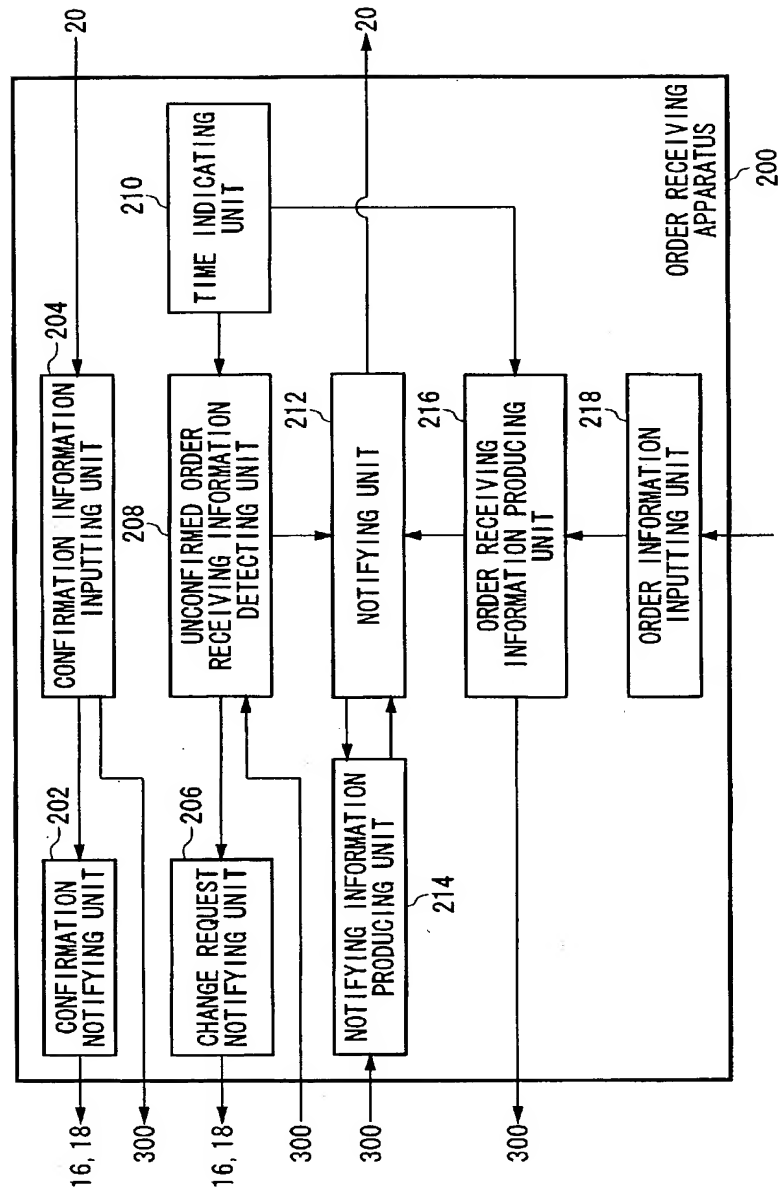 20
20
204
CONFIRMATION INFORMATION
INPUTTING UNIT
202
CONFIRMATION
NOTIFYING UNIT
16, 18
300
210
TIME INDICATING
UNIT
208
UNCONFIRMED ORDER
RECEIVING INFORMATION
DETECTING UNIT
206
CHANGE REQUEST
NOTIFYING UNIT
16, 18
300
212
NOTIFYING UNIT
NOTIFYING INFORMATION
PRODUCING UNIT
214
300
216
ORDER RECEIVING
INFORMATION PRODUCING
UNIT
300
218
ORDER INFORMATION
INPUTTING UNIT
ORDER RECEIVING
APPARATUS
200